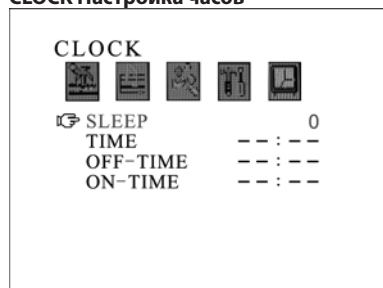 CLOCK Настройка часов
CLOCK
SLEEP 0
TIME --:--
OFF-TIME --:--
ON-TIME --:--